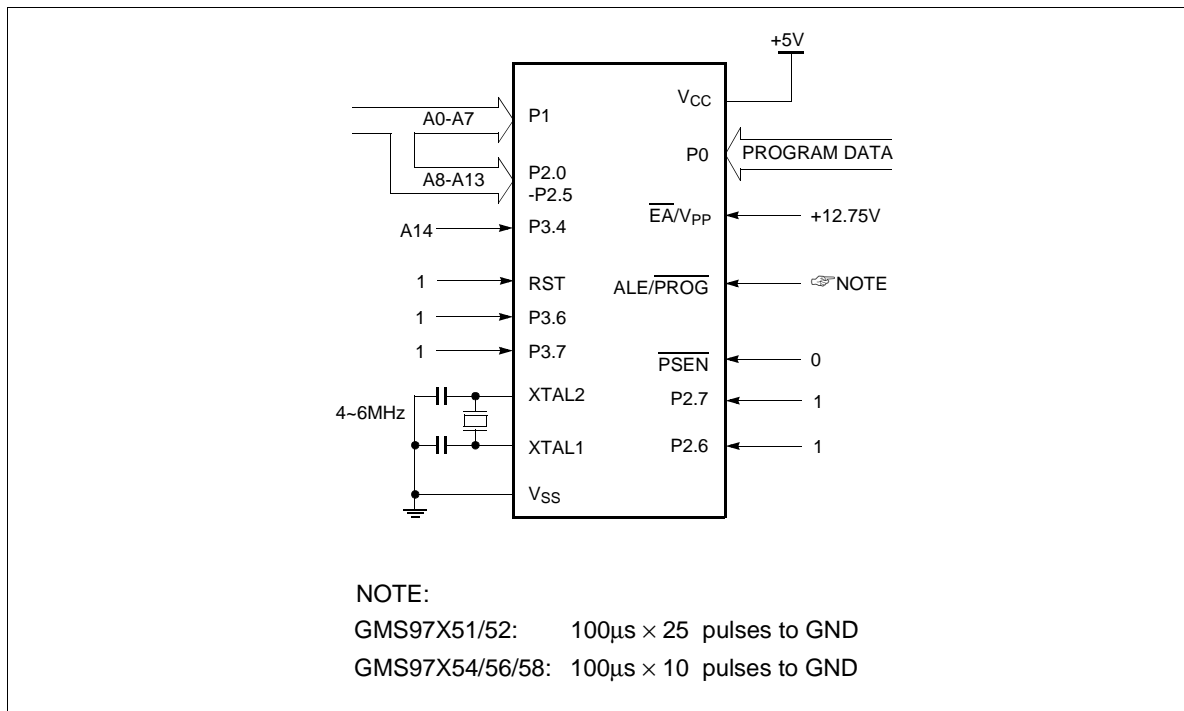 +5V
VCC
A0-A7
P1
P0
PROGRAM DATA
A8-A13
P2.0
-P2.5
EA/VPP
+12.75V
A14
P3.4
1
RST
ALE/PROG
☞NOTE
1
P3.6
1
P3.7
PSEN
0
XTAL2
P2.7
1
4~6MHz
XTAL1
P2.6
1
VSS
NOTE:
GMS97X51/52: 100μs × 25 pulses to GND
GMS97X54/56/58: 100μs × 10 pulses to GND